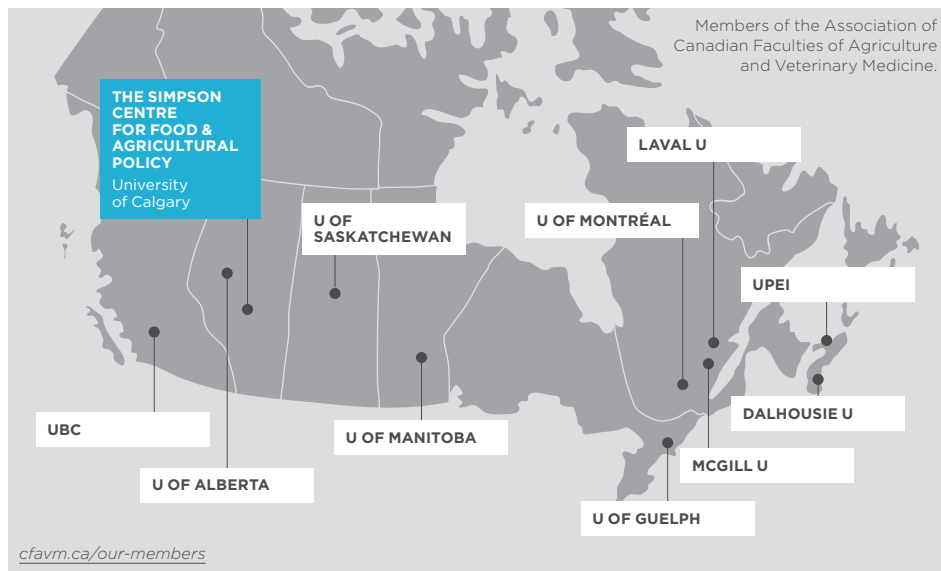 Members of the Association of
Canadian Faculties of Agriculture
and Veterinary Medicine.
THE SIMPSON
CENTRE
FOR FOOD &
AGRICULTURAL
POLICY
University
of Calgary
LAVAL U
U OF
SASKATCHEWAN
U OF MONTRÉAL
UPEI
UBC
DALHOUSIE U
U OF MANITOBA
MCGILL U
U OF ALBERTA
U OF GUELPH
cfavm.ca/our-members